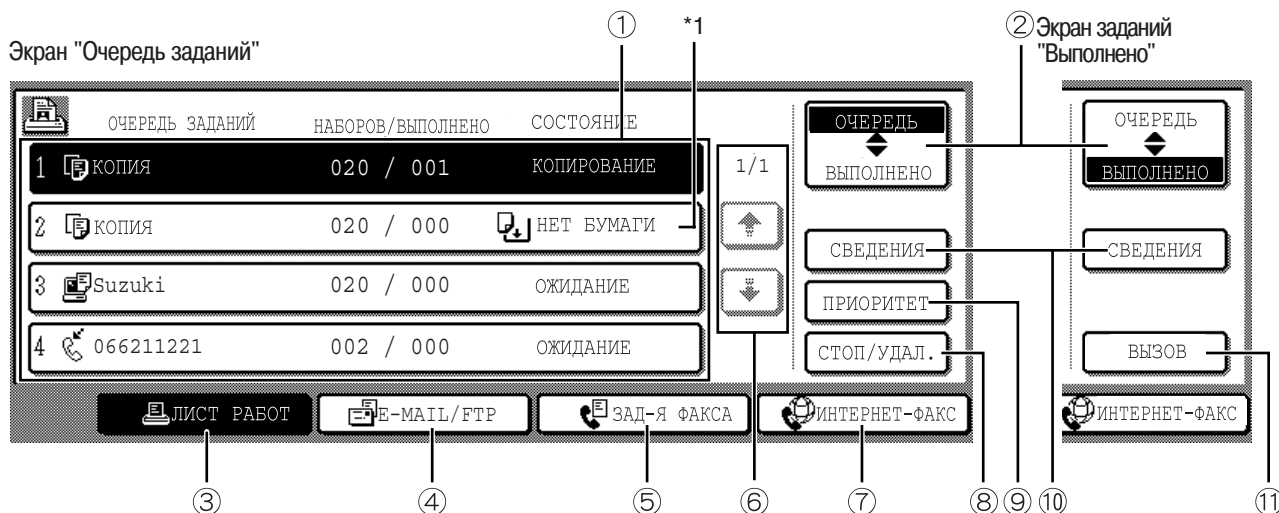 ① *1 ② Экран заданий
Экран "Очередь заданий" "Выполнено"
ОЧЕРЕДЬ ЗАДАНИЙ НАБОРОВ/ВЫПОЛНЕНО СОСТОЯНИЕ
1 КОПИЯ 020 / 001 КОПИРОВАНИЕ
2 КОПИЯ 020 / 000 НЕТ БУМАГИ
3 Suzuki 020 / 000 ОЖИДАНИЕ
4 066211221 002 / 000 ОЖИДАНИЕ
1/1
ОЧЕРЕДЬ
ВЫПОЛНЕНО
СВЕДЕНИЯ
ПРИОРИТЕТ
СТОП/УДАЛ.
ОЧЕРЕДЬ
ВЫПОЛНЕНО
СВЕДЕНИЯ
ВЫЗОВ
ЛИСТ РАБОТ E-MAIL/FTP ЗАД-Я ФАКСА ИНТЕРНЕТ-ФАКС ИНТЕРНЕТ-ФАКС
③ ④ ⑤ ⑥ ⑦ ⑧ ⑨ ⑩ ⑪